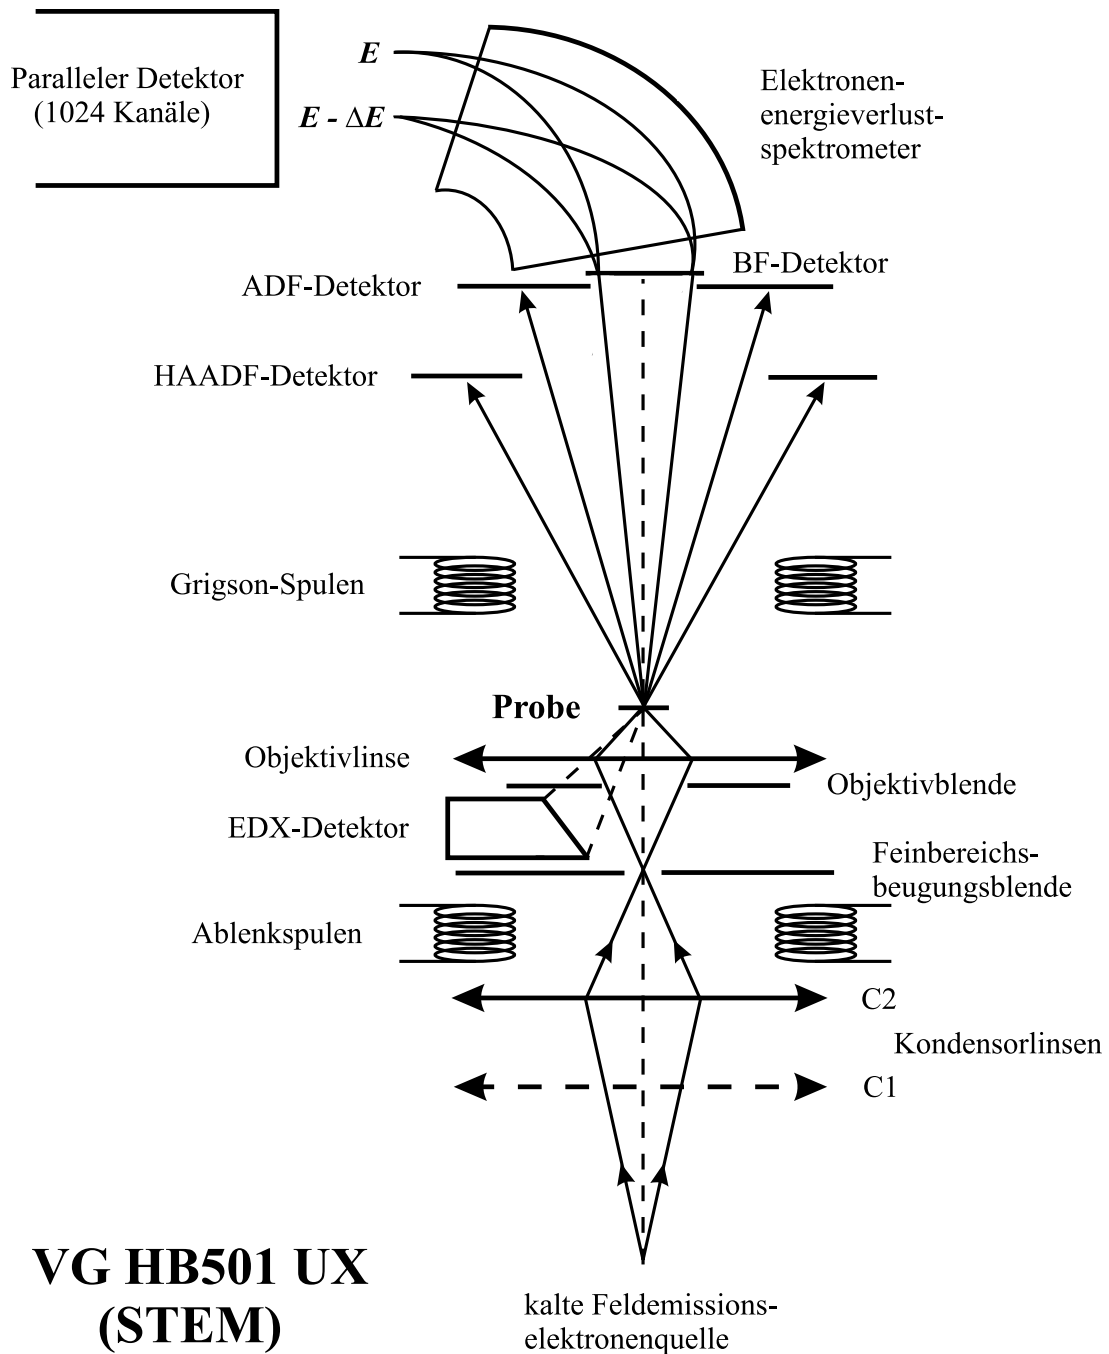 Paralleler Detektor
(1024 Kanäle)
E
E - ΔE
Elektronen-
energieverlust-
spektrometer
BF-Detektor
ADF-Detektor
HAADF-Detektor
Grigson-Spulen
Probe
Objektivlinse
Objektivblende
EDX-Detektor
Feinbereichs-
beugungsblende
Ablenkspulen
C2
Kondensorlinsen
C1
VG HB501 UX
(STEM)
kalte Feldemissions-
elektronenquelle